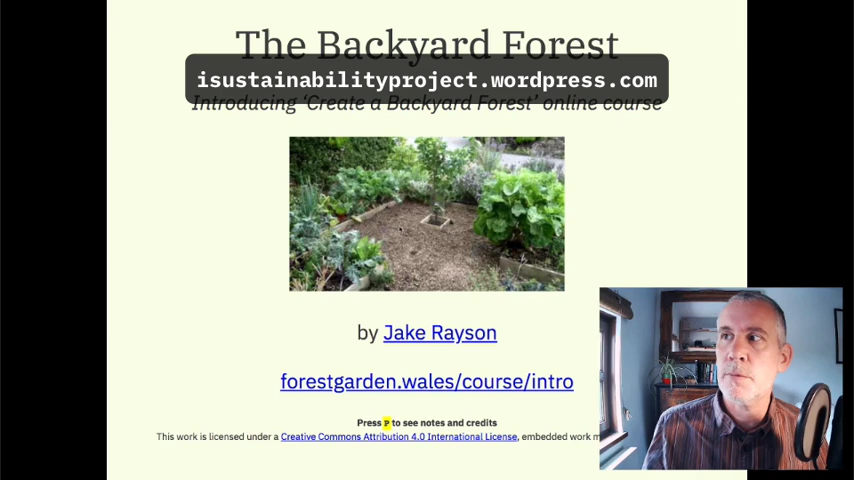 The Backyard Forest
isustainabilityproject.wordpress.com
Introducing 'Create a Backyard Forest' online course
by Jake Rayson
forestgarden.wales/course/intro
Press P to see notes and credits
This work is licensed under a Creative Commons Attribution 4.0 International License, embedded work